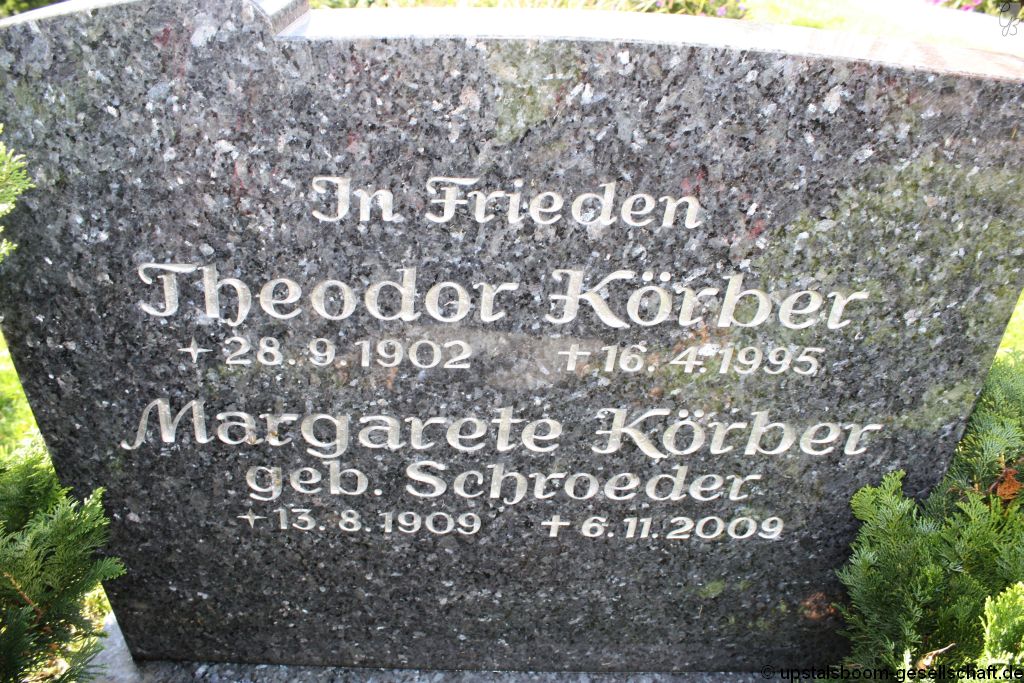 In Frieden
Theodor Körber
✦ 28.9.1902 ✝ 16.4.1995
Margarete Körber
geb. Schroeder
✦ 13.8.1909 ✝ 6.11.2009
© upstalsboom-gesellschaft.de